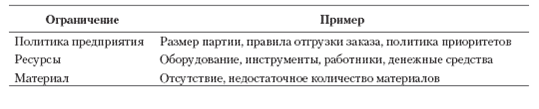 Ограничение Пример
Политика предприятия Размер партии, правила отгрузки заказа, политика приоритетов
Ресурсы Оборудование, инструменты, работники, денежные средства
Материал Отсутствие, недостаточное количество материалов